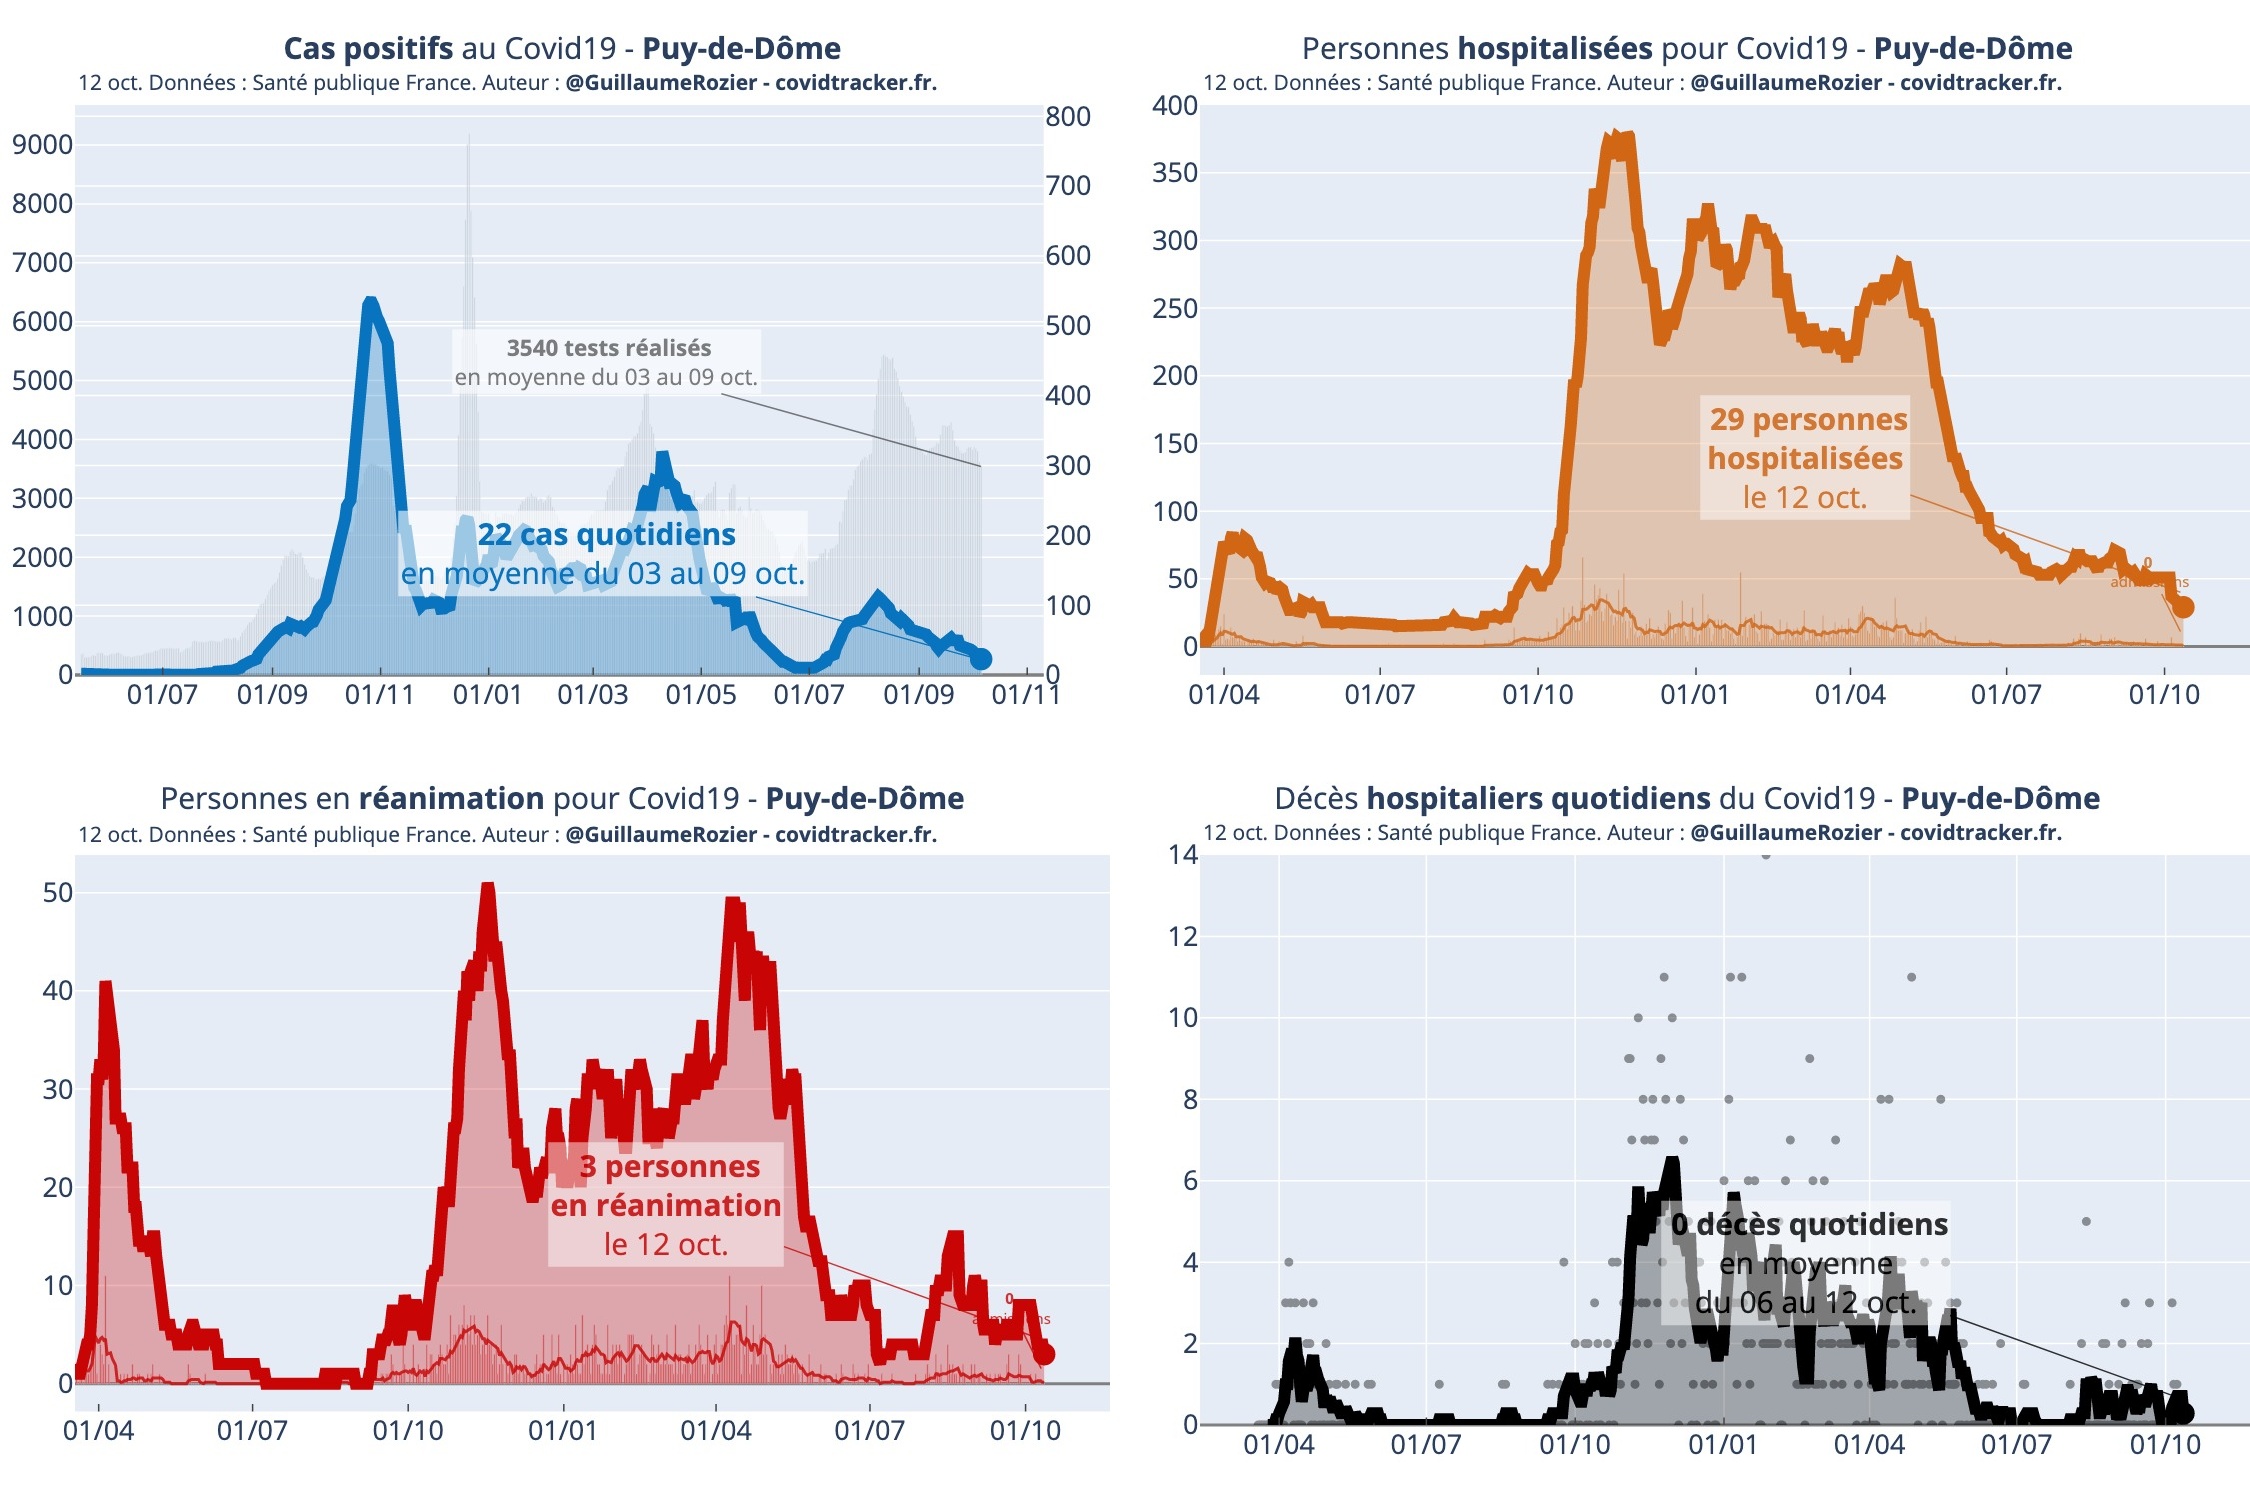 Cas positifs au Covid19 - Puy-de-Dôme
12 oct. Données : Santé publique France. Auteur : @GuillaumeRozier - covidtracker.fr.
9000
8000
7000
6000
5000
4000
3000
2000
1000
0
800
700
600
500
400
300
200
100
0
3540 tests réalisés
en moyenne du 03 au 09 oct.
22 cas quotidiens
en moyenne du 03 au 09 oct.
01/07 01/09 01/11 01/01 01/03 01/05 01/07 01/09 01/11
Personnes hospitalisées pour Covid19 - Puy-de-Dôme
12 oct. Données : Santé publique France. Auteur : @GuillaumeRozier - covidtracker.fr.
400
350
300
250
200
150
100
50
0
29 personnes
hospitalisées
le 12 oct.
0
admissions
01/04 01/07 01/10 01/01 01/04 01/07 01/10
Personnes en réanimation pour Covid19 - Puy-de-Dôme
12 oct. Données : Santé publique France. Auteur : @GuillaumeRozier - covidtracker.fr.
50
40
30
20
10
0
3 personnes
en réanimation
le 12 oct.
0
admissions
01/04 01/07 01/10 01/01 01/04 01/07 01/10
Décès hospitaliers quotidiens du Covid19 - Puy-de-Dôme
12 oct. Données : Santé publique France. Auteur : @GuillaumeRozier - covidtracker.fr.
14
12
10
8
6
4
2
0
0 décès quotidiens
en moyenne
du 06 au 12 oct.
01/04 01/07 01/10 01/01 01/04 01/07 01/10